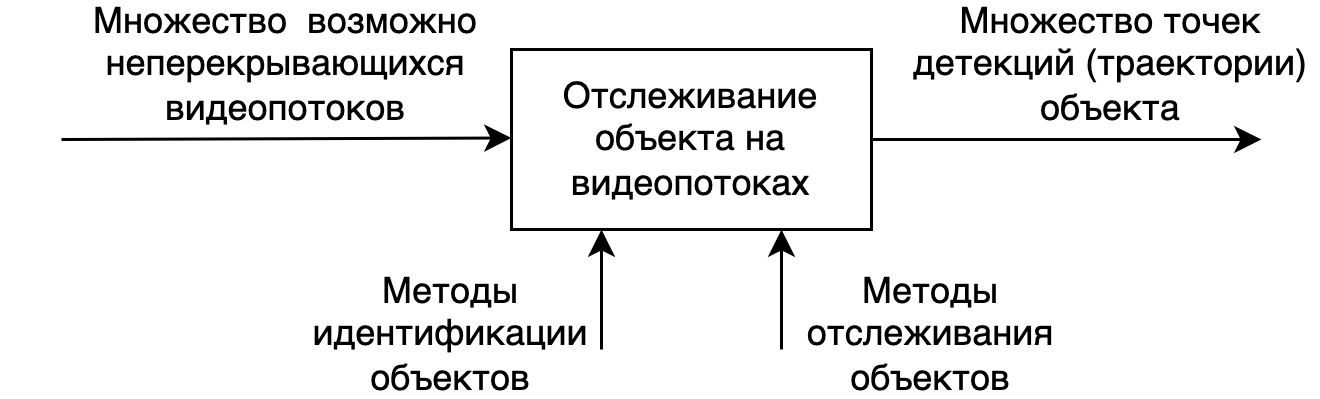 Множество возможно
неперекрывающихся
видеопотоков
Отслеживание
объекта на
видеопотоках
Множество точек
детекций (траектории)
объекта
Методы
идентификации
объектов
Методы
отслеживания
объектов